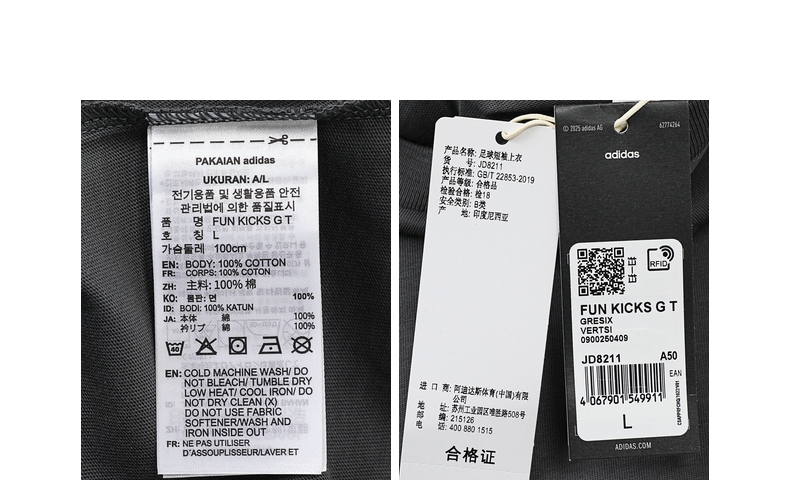 PAKAIAN adidas
UKURAN: A/L
전기용품 및 생활용품 안전
관리법에 의한 품질표시
품 명 FUN KICKS G T
호 칭 L
가슴둘레 100cm
EN: BODY: 100% COTTON
FR: CORPS: 100% COTON
ZH: 主料: 100% 棉
KO: 몸판: 면 100%
ID: BODI: 100% KATUN
JA: 本体 綿 100%
衿リブ 綿 100%
40
EN: COLD MACHINE WASH/ DO
NOT BLEACH/ TUMBLE DRY
LOW HEAT/ COOL IRON/ DO
NOT DRY CLEAN (X)
DO NOT USE FABRIC
SOFTENER/WASH AND
IRON INSIDE OUT
FR: NE PAS UTILISER
D'ASSOUPLISSEUR/LAVER ET
产品名称: 足球短袖上衣
货 号: JD8211
执行标准: GB/T 22853-2019
产品等级: 合格品
检验合格: 检18
安全类别: B类
产 地: 印度尼西亚
进 口 商: 阿迪达斯体育(中国)有限
公司
地 址: 苏州工业园区唯胜路508号
邮 编: 215126
电 话: 400 880 1515
合格证
© 2025 adidas AG
62774264
adidas
RFID
FUN KICKS G T
GRESIX
VERTSI
0900250409
JD8211 A50
EAN
4 067901 549911
L
ADIDAS.COM